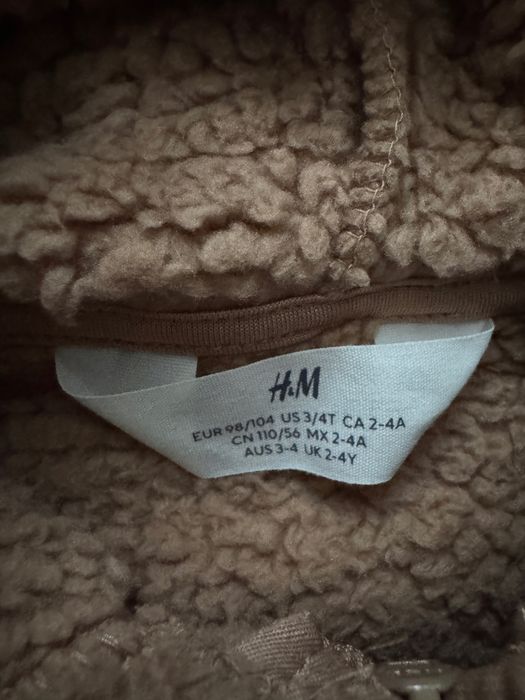 H&M
EUR 98/104 US 3/4T CA 2-4A
CN 110/56 MX 2-4A
AUS 3-4 UK 2-4Y